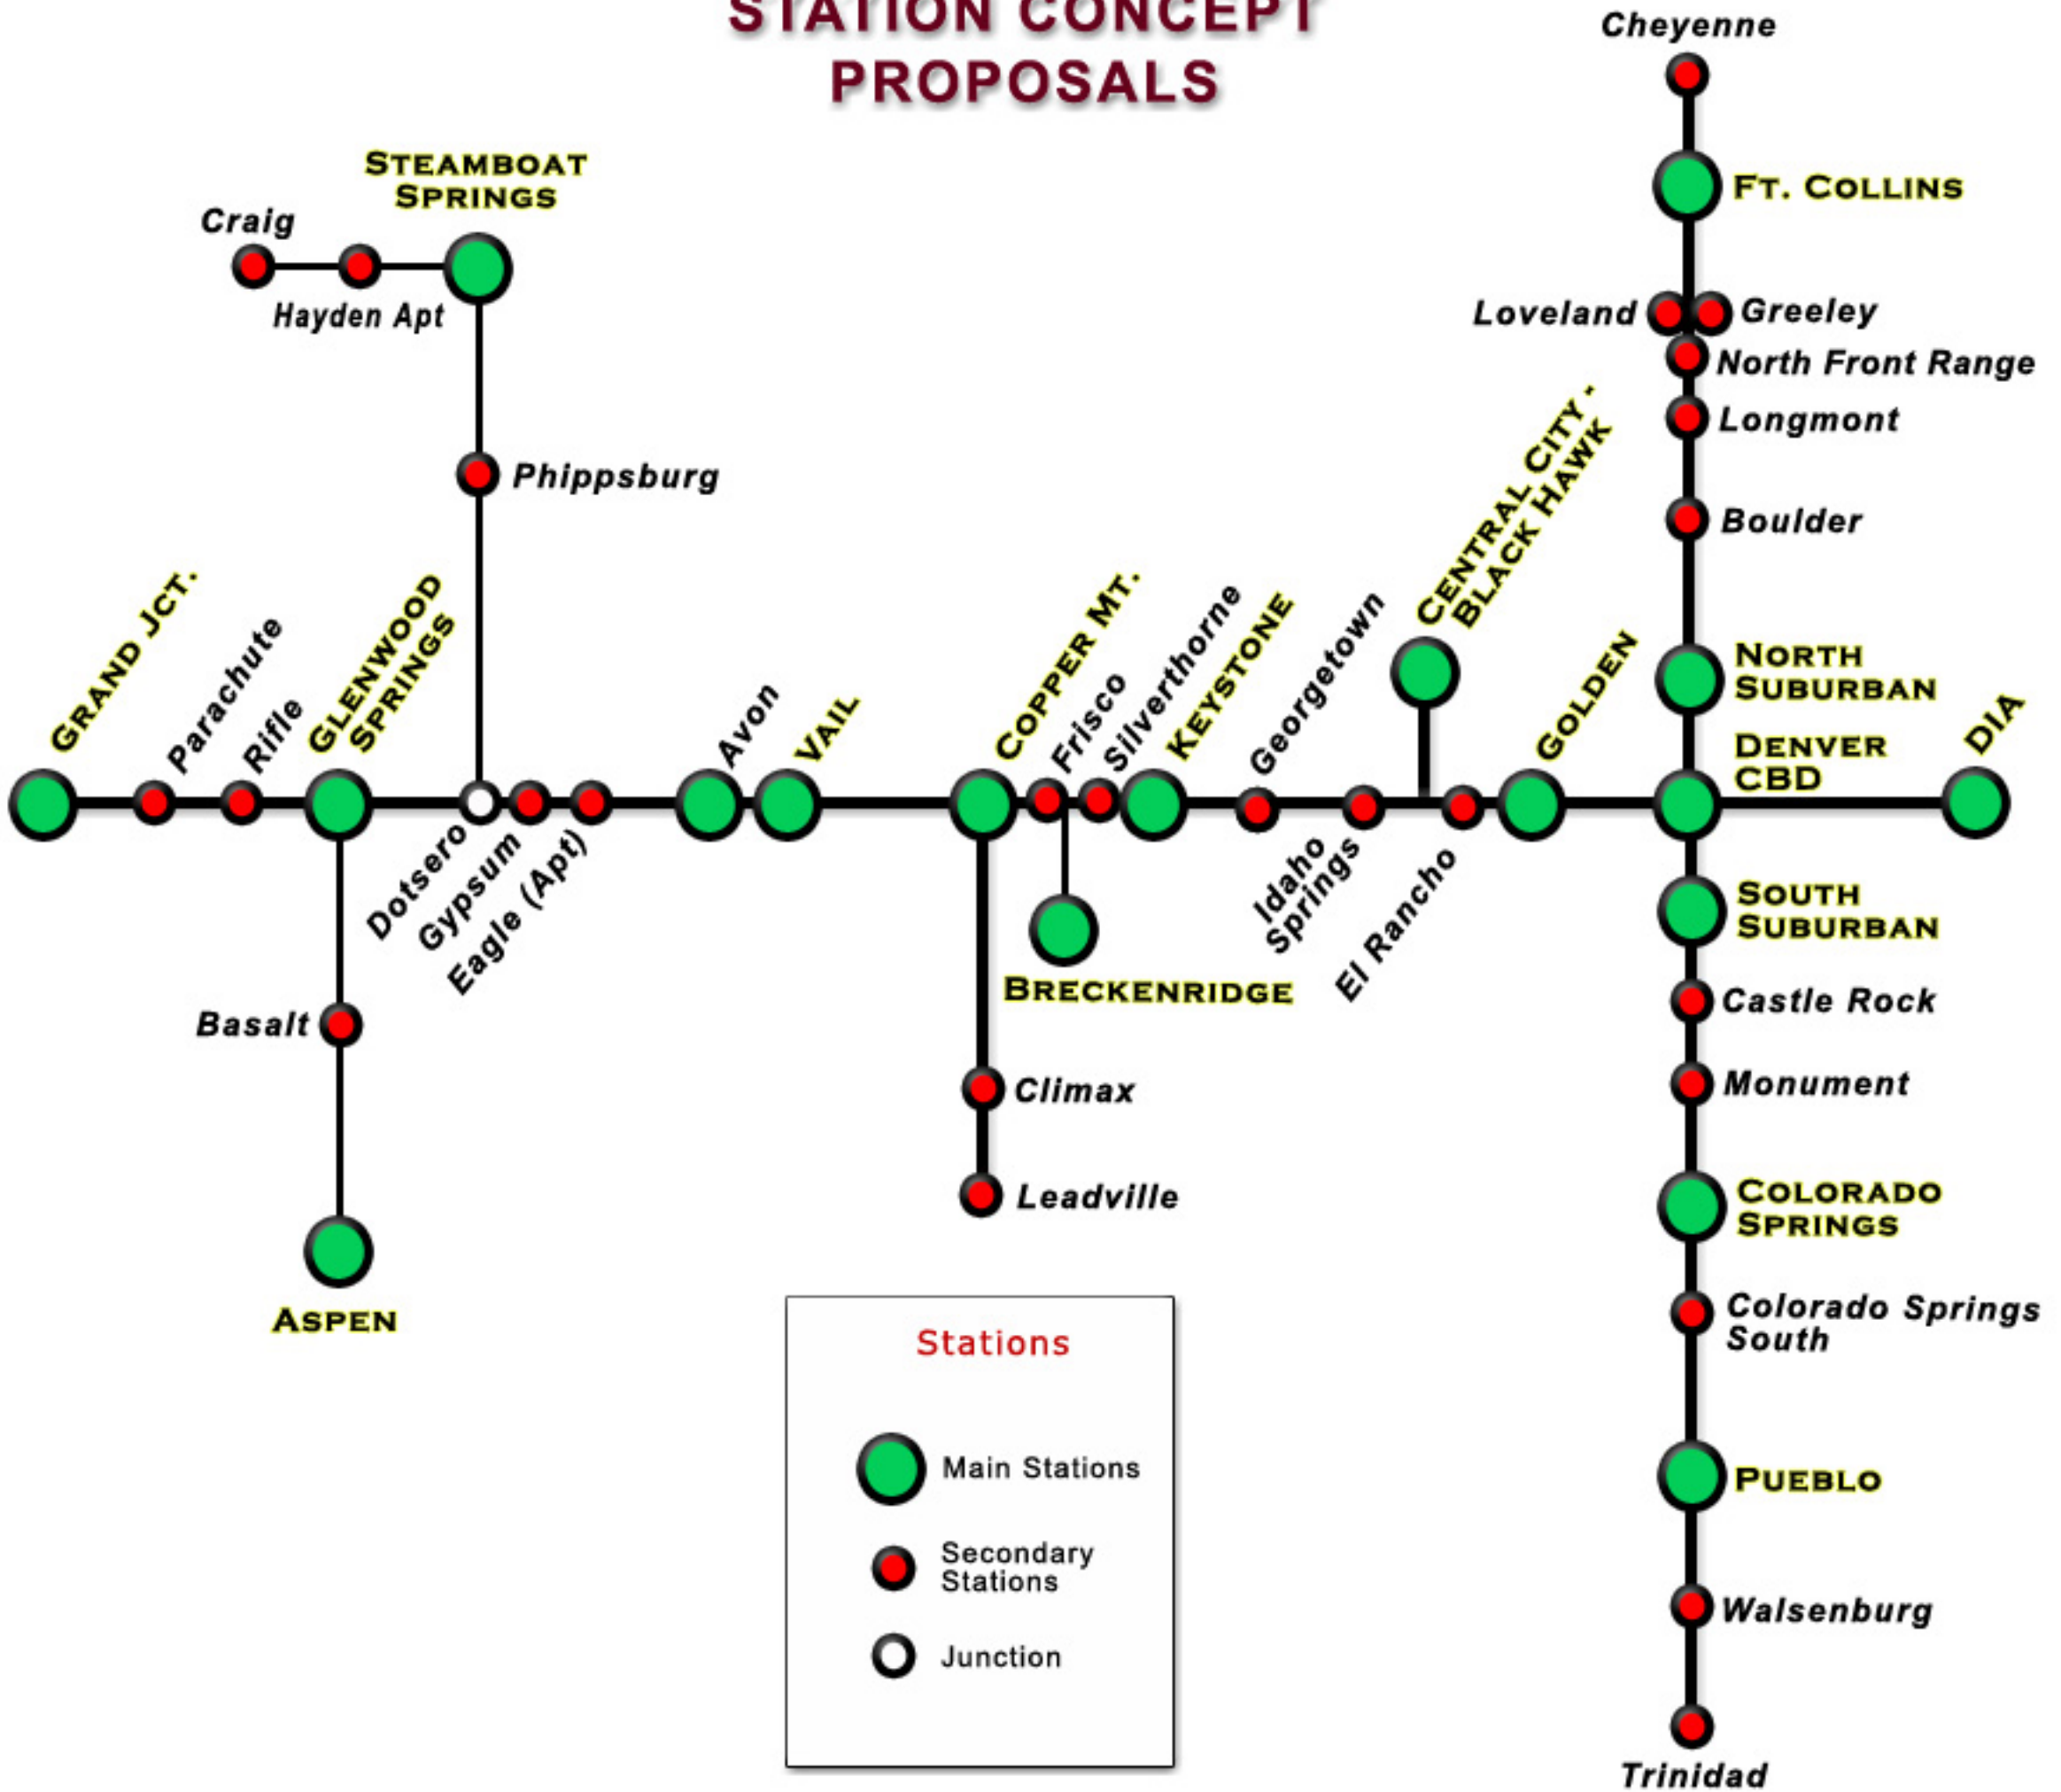 STATION CONCEPT
PROPOSALS
Cheyenne
STEAMBOAT
SPRINGS
FT. COLLINS
Craig
Hayden Apt
Loveland
Greeley
North Front Range
Longmont
Phippsburg
Boulder
CENTRAL CITY -
BLACK HAWK
GRAND JCT.
Parachute
Rifle
GLENWOOD
SPRINGS
Avon
VAIL
COPPER MT.
Frisco
Silverthorne
KEYSTONE
Georgetown
GOLDEN
NORTH
SUBURBAN
DENVER
CBD
DIA
Dotsero
Gypsum
Eagle (Apt)
Idaho
Springs
El Rancho
SOUTH
SUBURBAN
BRECKENRIDGE
Castle Rock
Basalt
Monument
Climax
Leadville
COLORADO
SPRINGS
ASPEN
Colorado Springs
South
Stations
Main Stations
PUEBLO
Secondary
Stations
Walsenburg
Junction
Trinidad